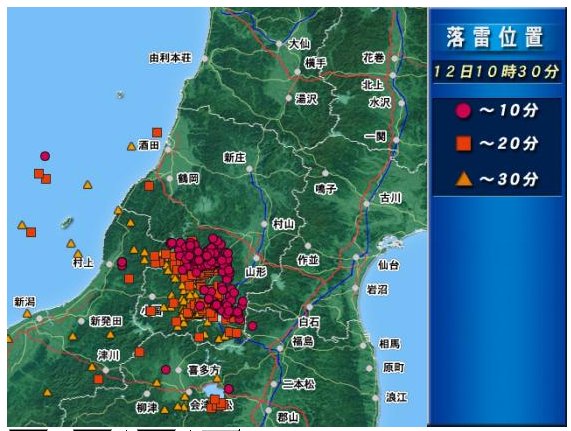 落雷位置
12日10時30分
～10分
～20分
～30分
大仙
由利本荘
花巻
横手
北上
湯沢
水沢
一関
酒田
新庄
鶴岡
鳴子
古川
村山
作並
仙台
村上
山形
岩沼
新潟
新発田
白石
福島
相馬
津川
喜多方
原町
二本松
柳津
浪江
郡山